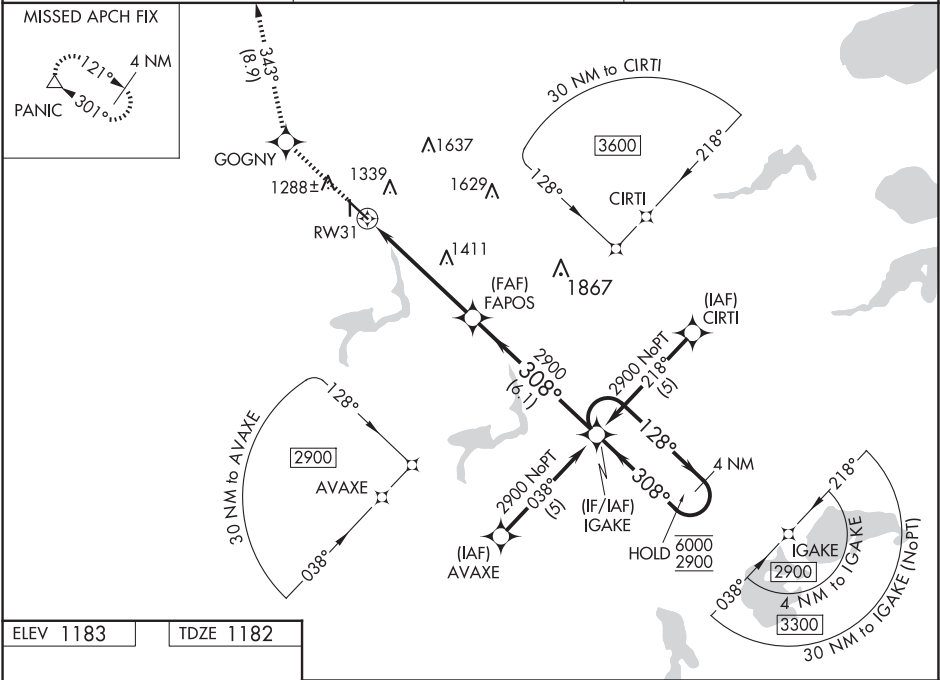 MISSED APCH FIX
4 NM
121°
301°
PANIC
343°
(8.9)
GOGNY
1288±
1339
1637
1629
RW31
1411
1867
(FAF)
FAPOS
30 NM to CIRTI
3600
218°
128°
CIRTI
(IAF)
CIRTI
2900 NoPT
218°
(5)
2900
308°
(6.1)
128°
4 NM
308°
(IF/IAF)
IGAKE
HOLD
6000
2900
2900 NoPT
038°
(5)
(IAF)
AVAXE
30 NM to AVAXE
128°
2900
AVAXE
038°
218°
IGAKE
2900
038°
4 NM to IGAKE
3300
30 NM to IGAKE (NoPT)
ELEV 1183
TDZE 1182